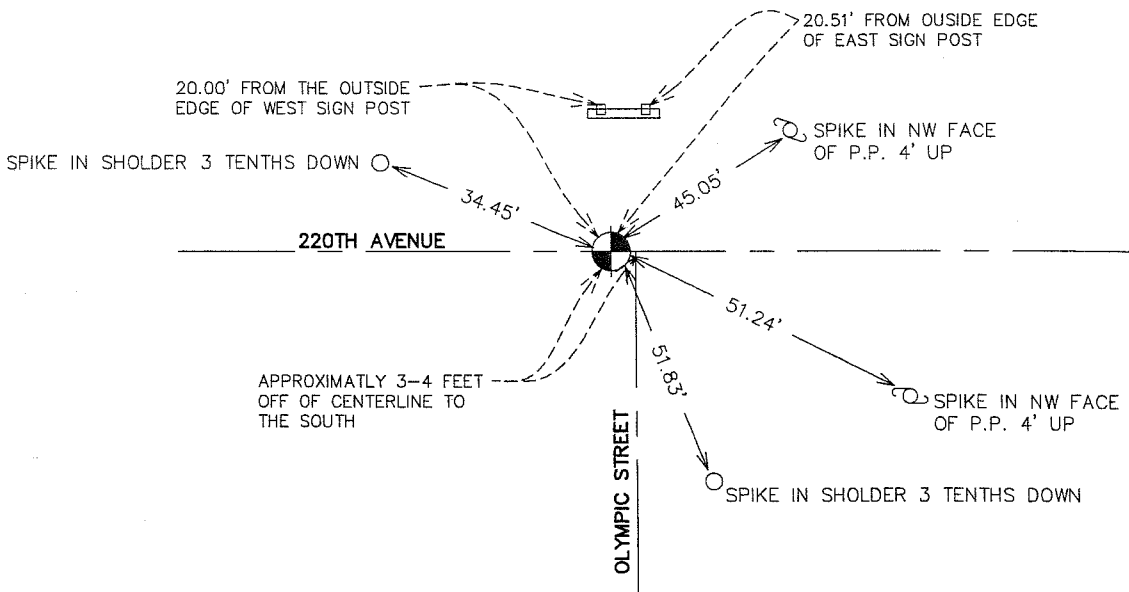 20.51' FROM OUSIDE EDGE
OF EAST SIGN POST
20.00' FROM THE OUTSIDE
EDGE OF WEST SIGN POST
SPIKE IN NW FACE
OF P.P. 4' UP
SPIKE IN SHOLDER 3 TENTHS DOWN
34.45'
45.05'
220TH AVENUE
51.24'
51.83'
APPROXIMATLY 3-4 FEET
OFF OF CENTERLINE TO
THE SOUTH
SPIKE IN NW FACE
OF P.P. 4' UP
OLYMPIC STREET
SPIKE IN SHOLDER 3 TENTHS DOWN